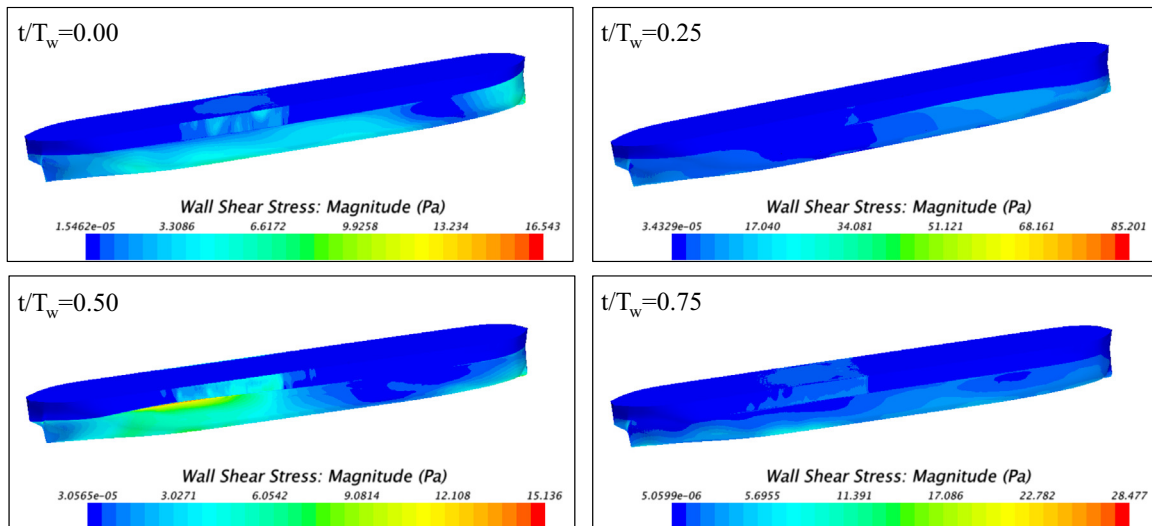 t/T_w=0.00
Wall Shear Stress: Magnitude (Pa)
1.5462e-05 3.3086 6.6172 9.9258 13.234 16.543
t/T_w=0.25
Wall Shear Stress: Magnitude (Pa)
3.4329e-05 17.040 34.081 51.121 68.161 85.201
t/T_w=0.50
Wall Shear Stress: Magnitude (Pa)
3.0565e-05 3.0271 6.0542 9.0814 12.108 15.136
t/T_w=0.75
Wall Shear Stress: Magnitude (Pa)
5.0599e-06 5.6955 11.391 17.086 22.782 28.477